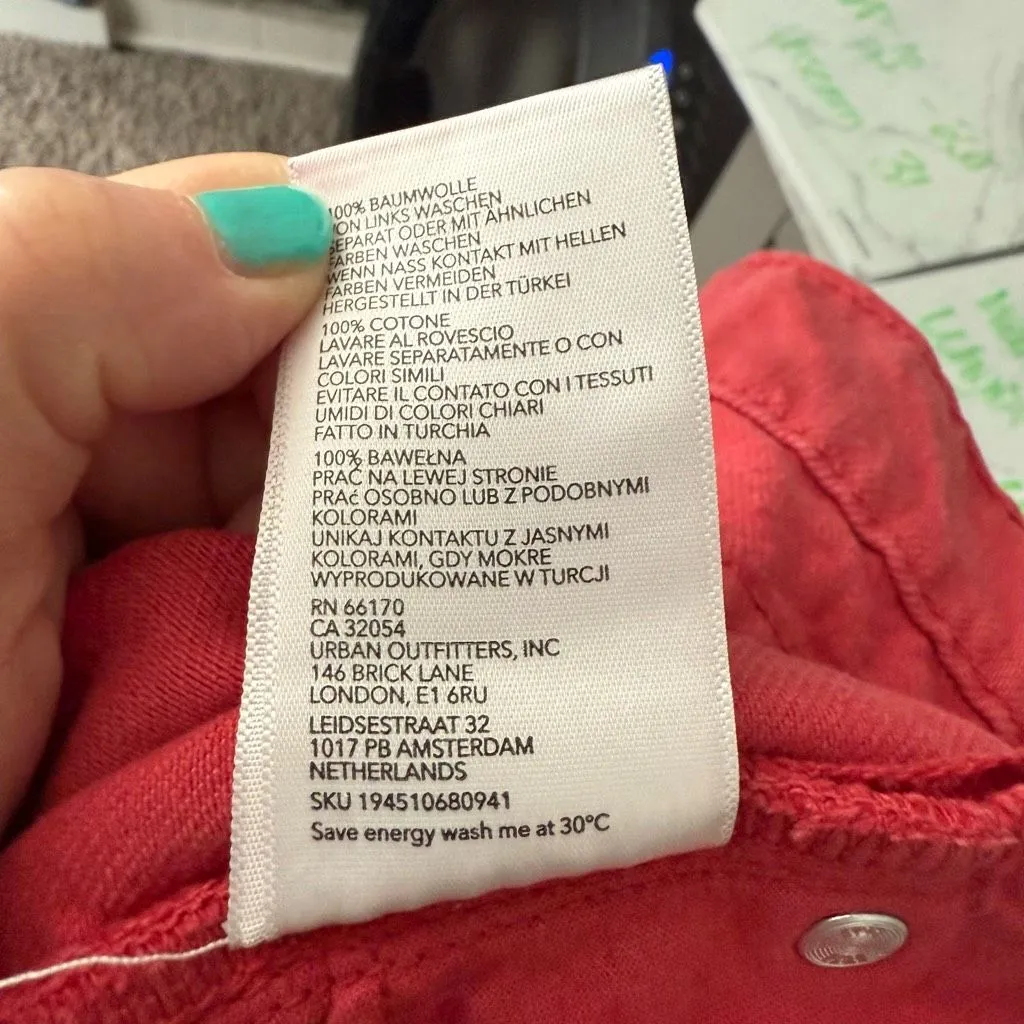 100% BAUMWOLLE
VON LINKS WASCHEN
SEPARAT ODER MIT ÄHNLICHEN
FARBEN WASCHEN
WENN NASS KONTAKT MIT HELLEN
FARBEN VERMEIDEN
HERGESTELLT IN DER TÜRKEI
100% COTONE
LAVARE AL ROVESCIO
LAVARE SEPARATAMENTE O CON
COLORI SIMILI
EVITARE IL CONTATO CON I TESSUTI
UMIDI DI COLORI CHIARI
FATTO IN TURCHIA
100% BAWEŁNA
PRAĆ NA LEWEJ STRONIE
PRAć OSOBNO LUB Z PODOBNYMI
KOLORAMI
UNIKAJ KONTAKTU Z JASNYMI
KOLORAMI, GDY MOKRE
WYPRODUKOWANE W TURCJI
RN 66170
CA 32054
URBAN OUTFITTERS, INC
146 BRICK LANE
LONDON, E1 6RU
LEIDSESTRAAT 32
1017 PB AMSTERDAM
NETHERLANDS
SKU 194510680941
Save energy wash me at 30°C